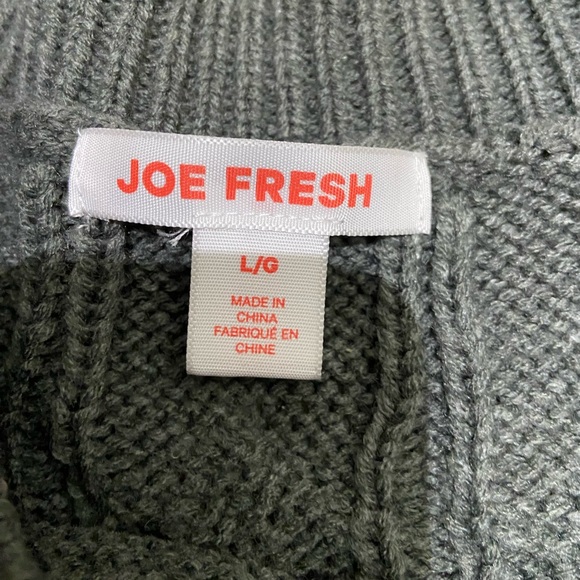 JOE FRESH
L/G
MADE IN
CHINA
FABRIQUÉ EN
CHINE